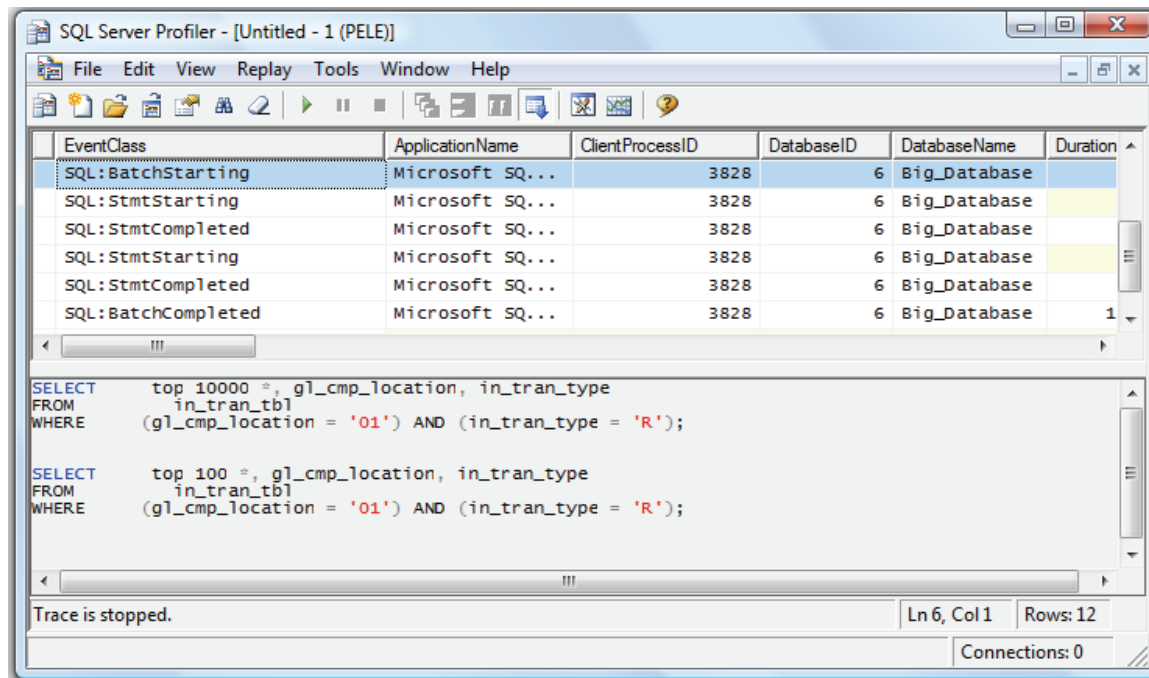 SQL Server Profiler - [Untitled - 1 (PELE)]
File Edit View Replay Tools Window Help
EventClass ApplicationName ClientProcessID DatabaseID DatabaseName Duration
SQL:BatchStarting Microsoft SQ... 3828 6 Big_Database
SQL:StmtStarting Microsoft SQ... 3828 6 Big_Database
SQL:StmtCompleted Microsoft SQ... 3828 6 Big_Database
SQL:StmtStarting Microsoft SQ... 3828 6 Big_Database
SQL:StmtCompleted Microsoft SQ... 3828 6 Big_Database
SQL:BatchCompleted Microsoft SQ... 3828 6 Big_Database 1
SELECT top 10000 *, gl_cmp_location, in_tran_type
FROM in_tran_tbl
WHERE (gl_cmp_location = '01') AND (in_tran_type = 'R');
SELECT top 100 *, gl_cmp_location, in_tran_type
FROM in_tran_tbl
WHERE (gl_cmp_location = '01') AND (in_tran_type = 'R');
Trace is stopped. Ln 6, Col 1 Rows: 12
Connections: 0